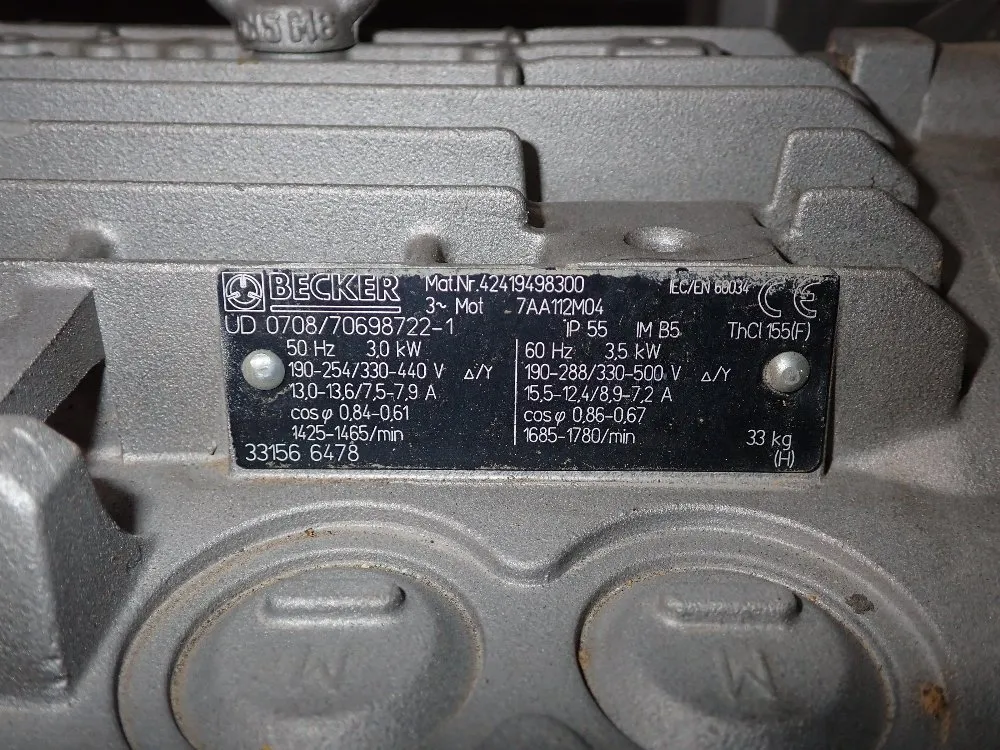 BECKER
Mat.Nr.42419498300
IEC/EN 60034
CE
3~ Mot 7AA112M04
UD 0708/70698722-1
IP 55 IM B5 ThCl 155(F)
50 Hz 3,0 kW
190-254/330-440 V △/Y
13,0-13,6/7,5-7,9 A
cos φ 0,84-0,61
1425-1465/min
60 Hz 3,5 kW
190-288/330-500 V △/Y
15,5-12,4/8,9-7,2 A
cos φ 0,86-0,67
1685-1780/min
33 kg
(H)
33156 6478
M
M